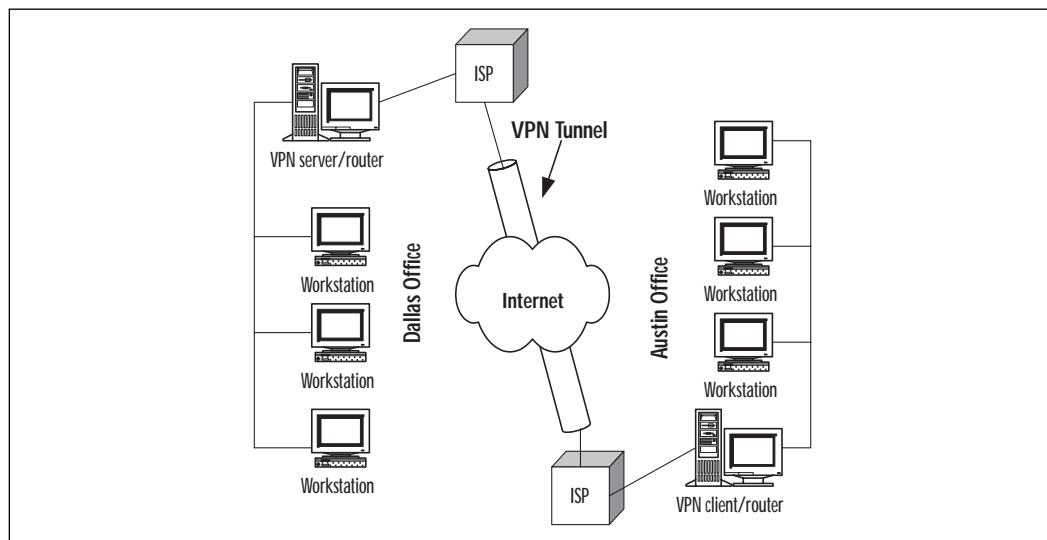 ISP
VPN Tunnel
VPN server/router
Workstation
Workstation
Workstation
Dallas Office
Internet
Austin Office
Workstation
Workstation
Workstation
ISP
VPN client/router